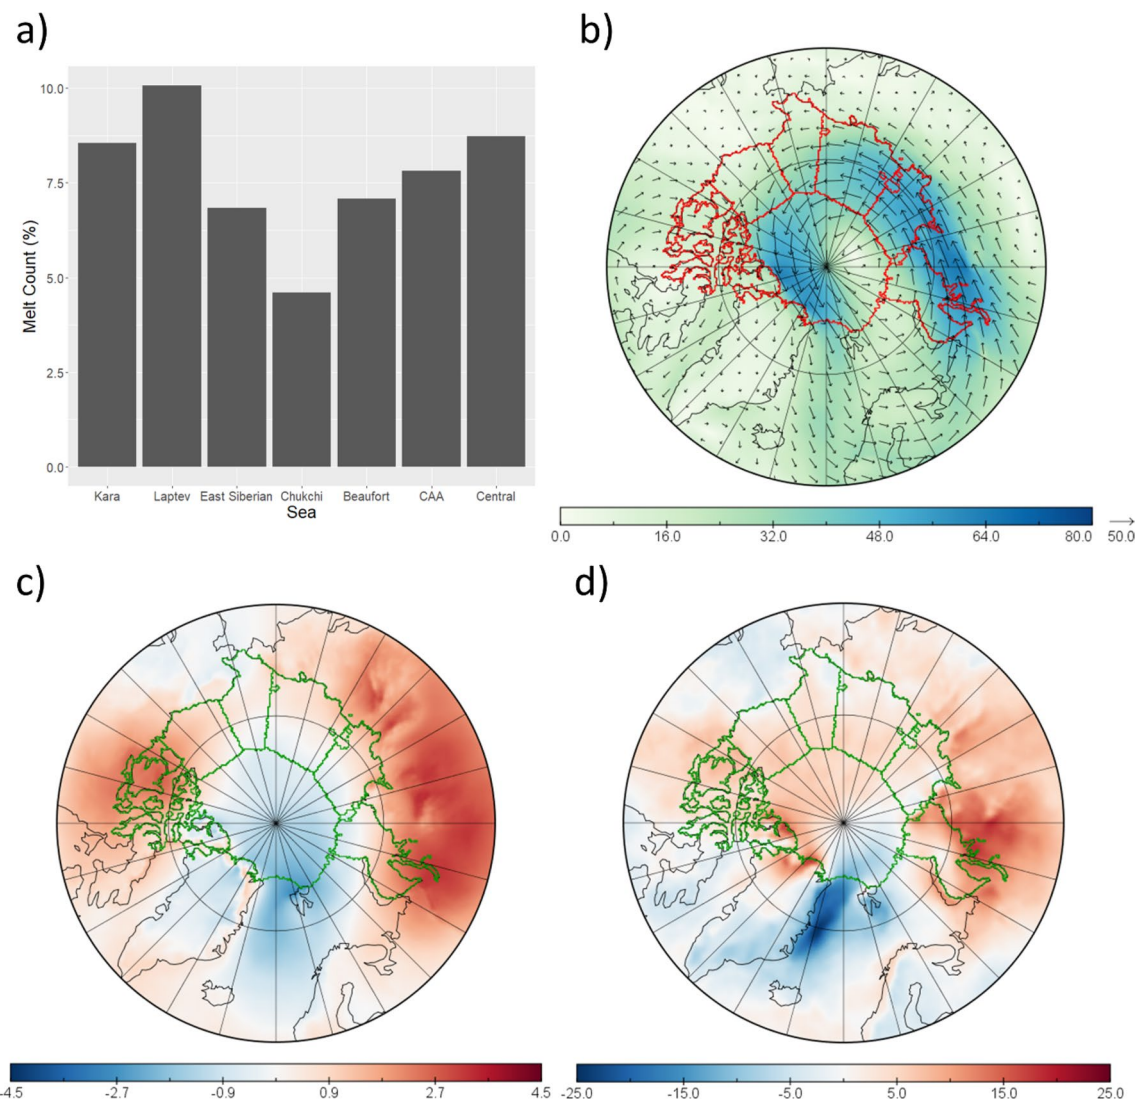 a)
b)
10.0
7.5
5.0
2.5
0.0
Melt Count (%)
Kara Laptev East Siberian Chukchi Beaufort CAA Central
Sea
0.0 16.0 32.0 48.0 64.0 80.0 50.0
c)
d)
-4.5 -2.7 -0.9 0.9 2.7 4.5
-25.0 -15.0 -5.0 5.0 15.0 25.0